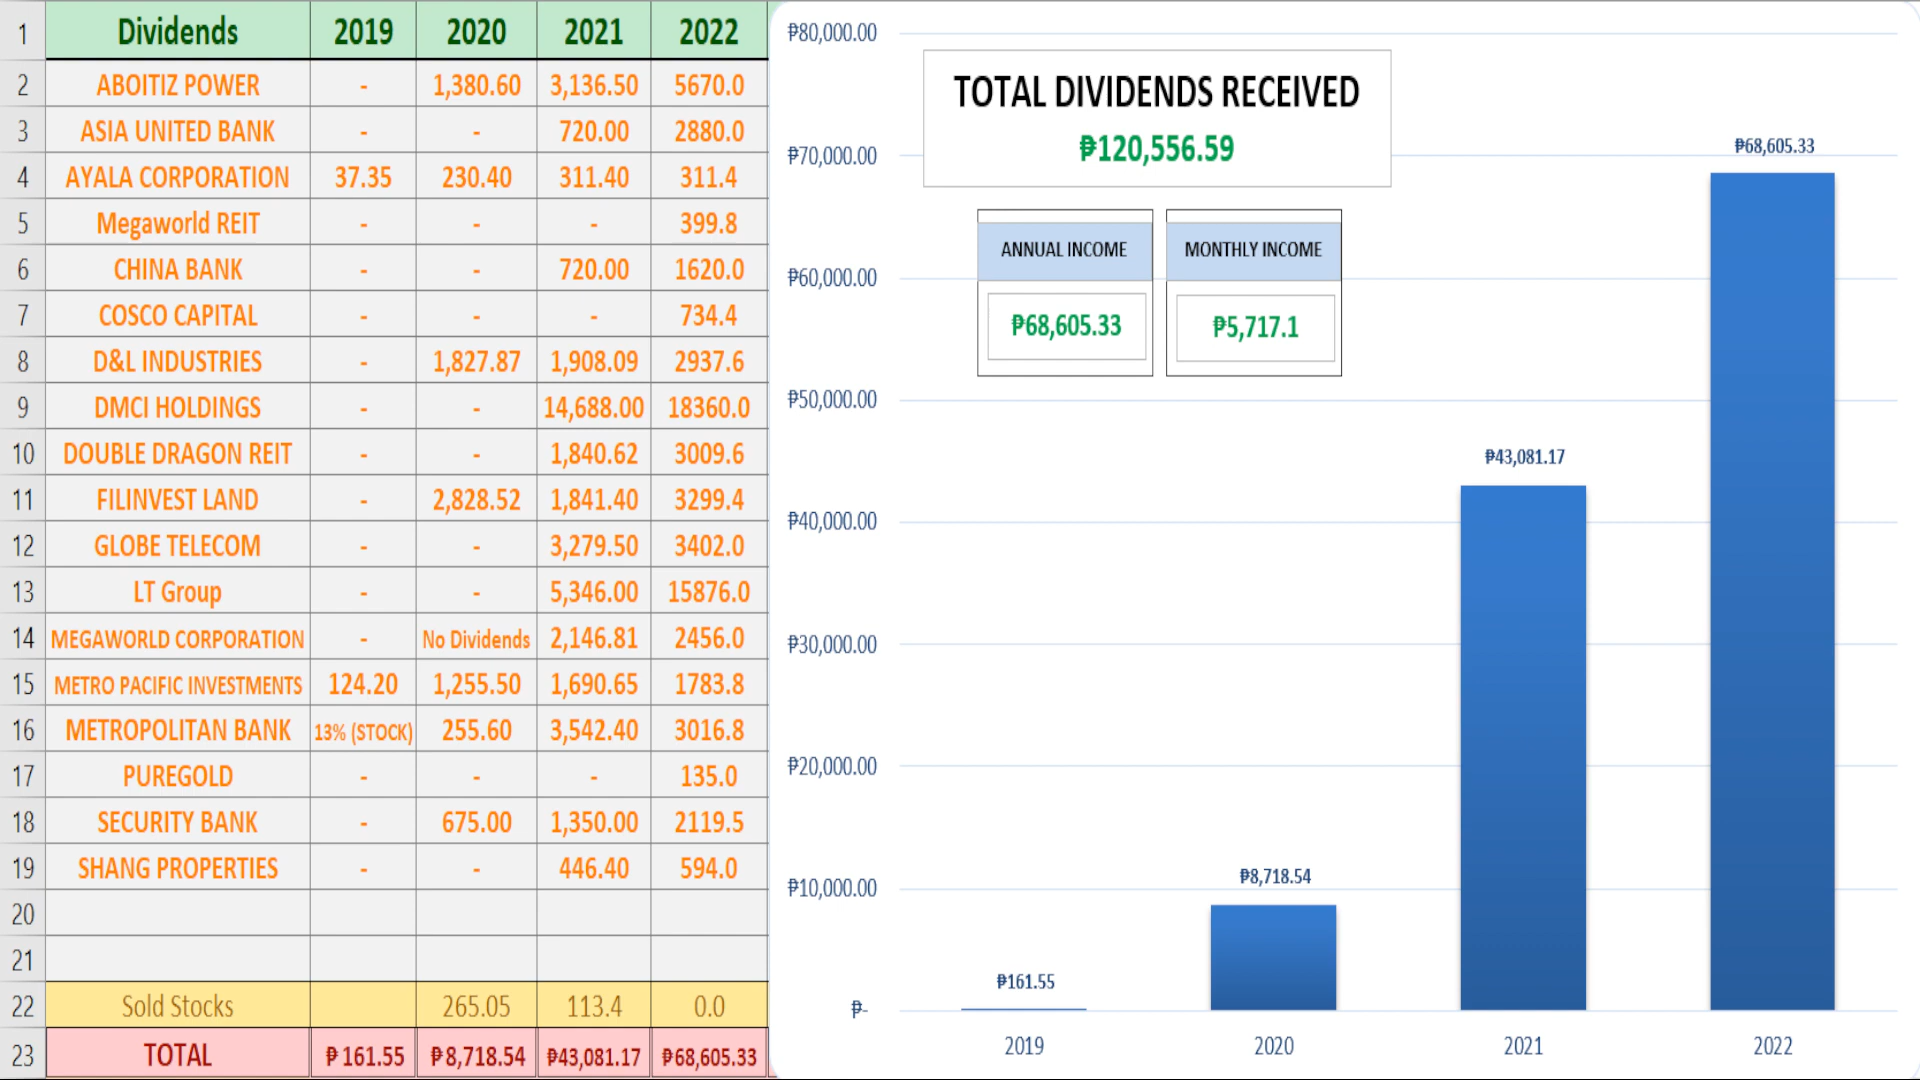 1 Dividends 2019 2020 2021 2022
2 ABOITIZ POWER - 1,380.60 3,136.50 5670.0
3 ASIA UNITED BANK - - 720.00 2880.0
4 AYALA CORPORATION 37.35 230.40 311.40 311.4
5 Megaworld REIT - - - 399.8
6 CHINA BANK - - 720.00 1620.0
7 COSCO CAPITAL - - - 734.4
8 D&L INDUSTRIES - 1,827.87 1,908.09 2937.6
9 DMCI HOLDINGS - - 14,688.00 18360.0
10 DOUBLE DRAGON REIT - - 1,840.62 3009.6
11 FILINVEST LAND - 2,828.52 1,841.40 3299.4
12 GLOBE TELECOM - - 3,279.50 3402.0
13 LT Group - - 5,346.00 15876.0
14 MEGAWORLD CORPORATION - No Dividends 2,146.81 2456.0
15 METRO PACIFIC INVESTMENTS 124.20 1,255.50 1,690.65 1783.8
16 METROPOLITAN BANK 13% (STOCK) 255.60 3,542.40 3016.8
17 PUREGOLD - - - 135.0
18 SECURITY BANK - 675.00 1,350.00 2119.5
19 SHANG PROPERTIES - - 446.40 594.0
20
21
22 Sold Stocks 265.05 113.4 0.0
23 TOTAL ₱ 161.55 ₱8,718.54 ₱43,081.17 ₱68,605.33
TOTAL DIVIDENDS RECEIVED
₱120,556.59
ANNUAL INCOME
₱68,605.33
MONTHLY INCOME
₱5,717.1
₱80,000.00
₱70,000.00
₱60,000.00
₱50,000.00
₱40,000.00
₱30,000.00
₱20,000.00
₱10,000.00
₱-
₱161.55
₱8,718.54
₱43,081.17
₱68,605.33
2019 2020 2021 2022